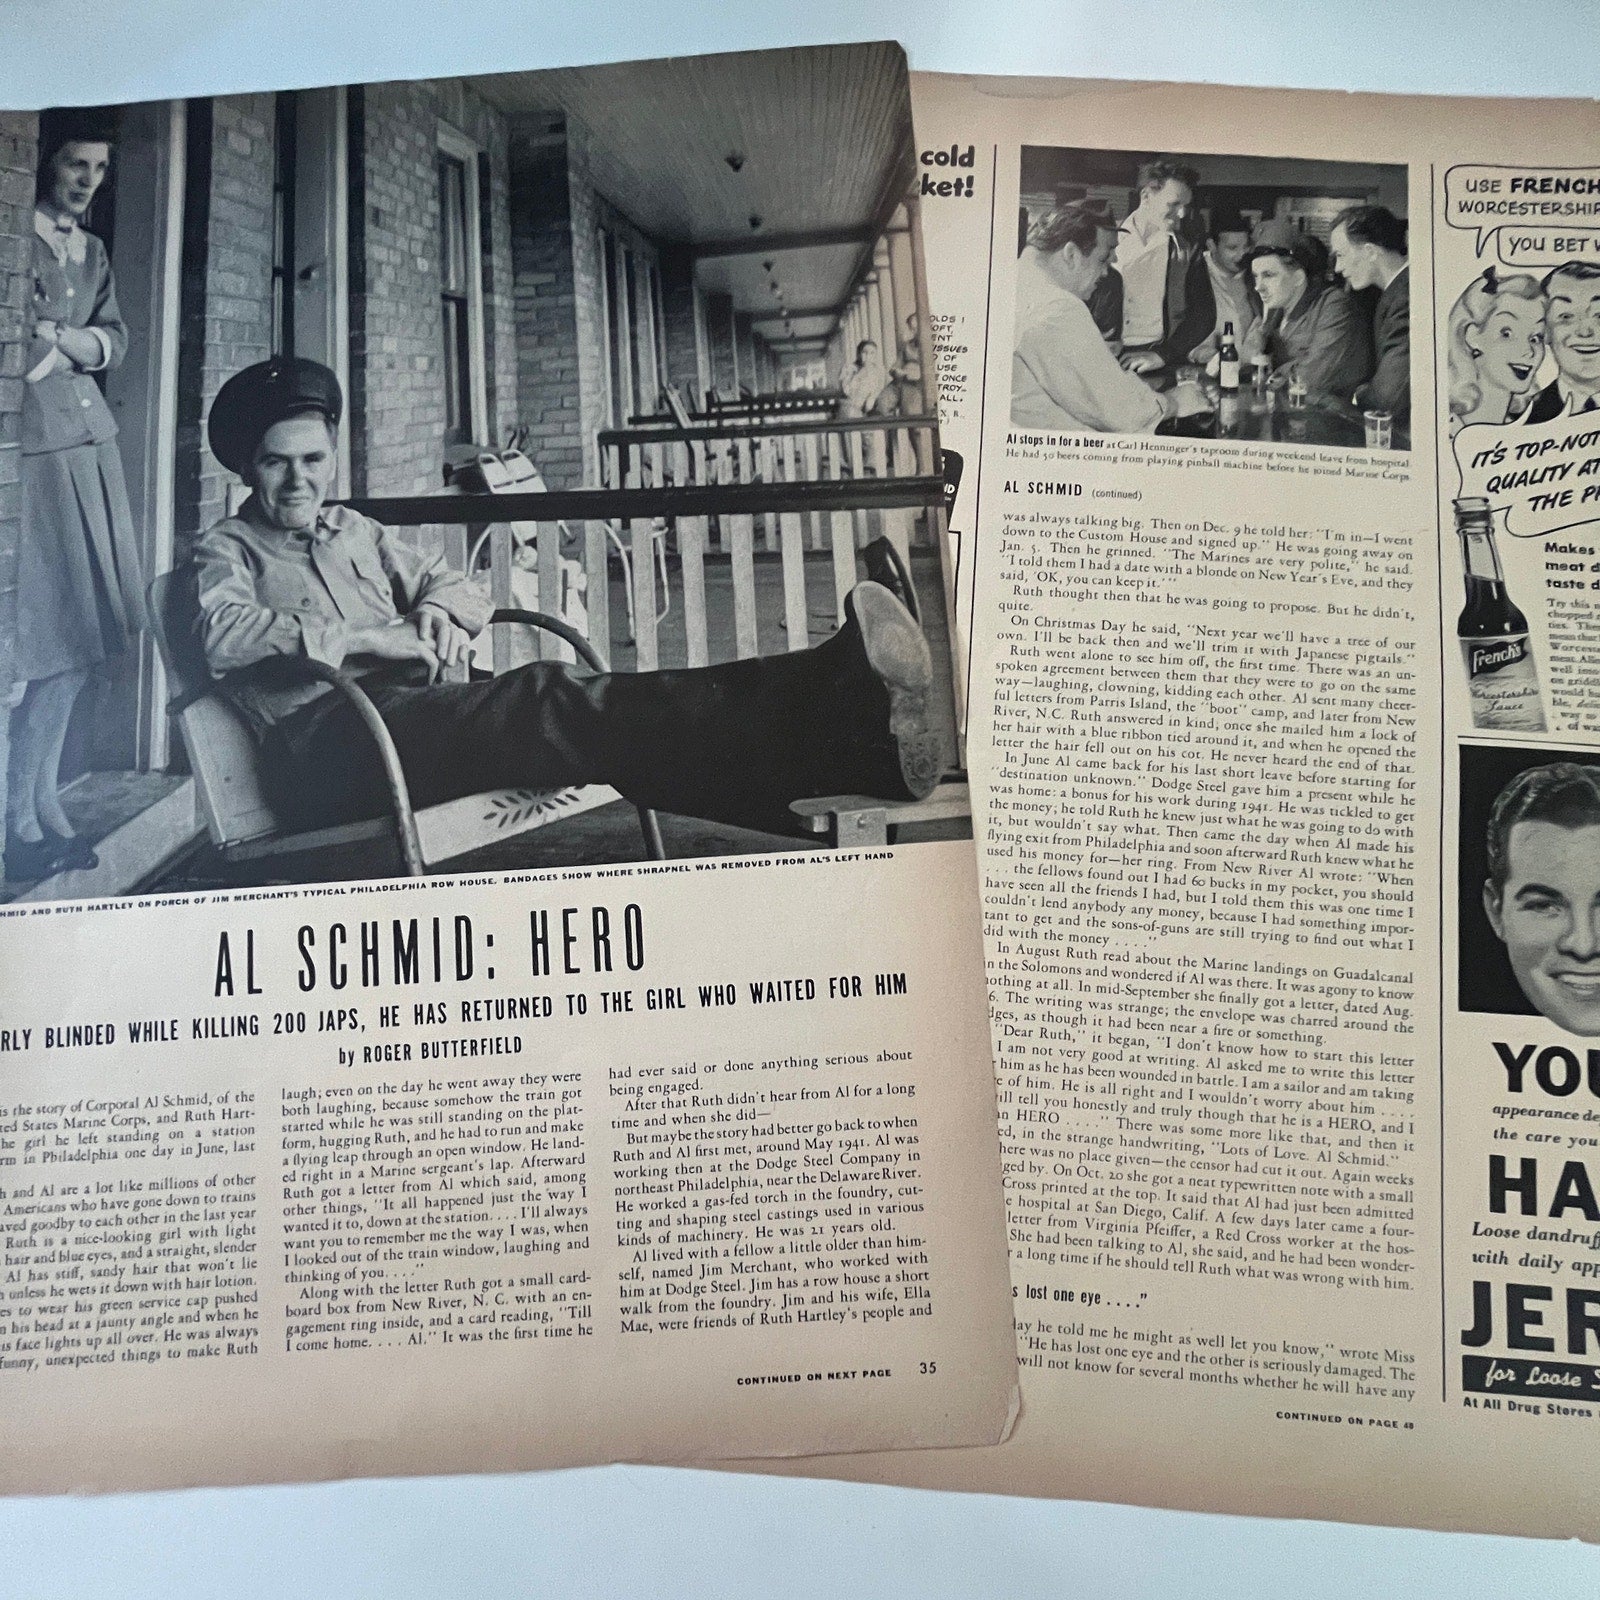 HMID AND RUTH HARTLEY ON PORCH OF JIM MERCHANT'S TYPICAL PHILADELPHIA ROW HOUSE. BANDAGES SHOW WHERE SHRAPNEL WAS REMOVED FROM AL'S LEFT HAND
AL SCHMID: HERO
RLY BLINDED WHILE KILLING 200 JAPS, HE HAS RETURNED TO THE GIRL WHO WAITED FOR HIM
by ROGER BUTTERFIELD
is the story of Corporal Al Schmid, of the
ted States Marine Corps, and Ruth Hart-
he girl he left standing on a station
rm in Philadelphia one day in June, last
h and Al are a lot like millions of other
Americans who have gone down to trains
aved goodby to each other in the last year
Ruth is a nice-looking girl with light
hair and blue eyes, and a straight, slender
Al has stiff, sandy hair that won't lie
unless he wets it down with hair lotion.
es to wear his green service cap pushed
n his head at a jaunty angle and when he
is face lights up all over. He was always
funny, unexpected things to make Ruth
laugh; even on the day he went away they were
both laughing, because somehow the train got
started while he was still standing on the plat-
form, hugging Ruth, and he had to run and make
a flying leap through an open window. He land-
ed right in a Marine sergeant's lap. Afterward
Ruth got a letter from Al which said, among
other things, "It all happened just the way I
wanted it to, down at the station. . . . I'll always
want you to remember me the way I was, when
I looked out of the train window, laughing and
thinking of you. . . ."
Along with the letter Ruth got a small card-
board box from New River, N. C. with an en-
gagement ring inside, and a card reading, "Till
I come home. . . . Al." It was the first time he
had ever said or done anything serious about
being engaged.
After that Ruth didn't hear from Al for a long
time and when she did—
But maybe the story had better go back to when
Ruth and Al first met, around May 1941. Al was
working then at the Dodge Steel Company in
northeast Philadelphia, near the Delaware River.
He worked a gas-fed torch in the foundry, cut-
ting and shaping steel castings used in various
kinds of machinery. He was 21 years old.
Al lived with a fellow a little older than him-
self, named Jim Merchant, who worked with
him at Dodge Steel. Jim has a row house a short
walk from the foundry. Jim and his wife, Ella
Mae, were friends of Ruth Hartley's people and
CONTINUED ON NEXT PAGE 35
cold
ket!
OLDS I
OFT,
ENT
ISSUES
OF
USE
ONCE
TROY..
ALL.
Al stops in for a beer at Carl Henninger's taproom during weekend leave from hospital.
He had 50 beers coming from playing pinball machine before he joined Marine Corps.
AL SCHMID (continued)
was always talking big. Then on Dec. 9 he told her: "I'm in—I went
down to the Custom House and signed up." He was going away on
Jan. 5. Then he grinned. "The Marines are very polite," he said.
"I told them I had a date with a blonde on New Year's Eve, and they
said, 'OK, you can keep it.'"
Ruth thought then that he was going to propose. But he didn't,
quite.
On Christmas Day he said, "Next year we'll have a tree of our
own. I'll be back then and we'll trim it with Japanese pigtails."
Ruth went alone to see him off, the first time. There was an un-
spoken agreement between them that they were to go on the same
way—laughing, clowning, kidding each other. Al sent many cheer-
ful letters from Parris Island, the "boot" camp, and later from New
River, N.C. Ruth answered in kind; once she mailed him a lock of
her hair with a blue ribbon tied around it, and when he opened the
letter the hair fell out on his cot. He never heard the end of that.
In June Al came back for his last short leave before starting for
"destination unknown." Dodge Steel gave him a present while he
was home: a bonus for his work during 1941. He was tickled to get
the money; he told Ruth he knew just what he was going to do with
it, but wouldn't say what. Then came the day when Al made his
flying exit from Philadelphia and soon afterward Ruth knew what he
used his money for—her ring. From New River Al wrote: "When
. . . the fellows found out I had 60 bucks in my pocket, you should
have seen all the friends I had, but I told them this was one time I
couldn't lend anybody any money, because I had something impor-
tant to get and the sons-of-guns are still trying to find out what I
did with the money . . . ."
In August Ruth read about the Marine landings on Guadalcanal
in the Solomons and wondered if Al was there. It was agony to know
nothing at all. In mid-September she finally got a letter, dated Aug.
6. The writing was strange; the envelope was charred around the
dges, as though it had been near a fire or something.
"Dear Ruth," it began, "I don't know how to start this letter
I am not very good at writing. Al asked me to write this letter
him as he has been wounded in battle. I am a sailor and am taking
e of him. He is all right and I wouldn't worry about him . . . .
ill tell you honestly and truly though that he is a HERO, and I
n HERO . . . ." There was some more like that, and then it
ed, in the strange handwriting, "Lots of Love. Al Schmid."
here was no place given—the censor had cut it out. Again weeks
ged by. On Oct. 20 she got a neat typewritten note with a small
Cross printed at the top. It said that Al had just been admitted
e hospital at San Diego, Calif. A few days later came a four-
letter from Virginia Pfeiffer, a Red Cross worker at the hos-
She had been talking to Al, she said, and he had been wonder-
r a long time if he should tell Ruth what was wrong with him.
s lost one eye . . . ."
lay he told me he might as well let you know," wrote Miss
"He has lost one eye and the other is seriously damaged. The
will not know for several months whether he will have any
CONTINUED ON PAGE 48
USE FRENCH
WORCESTERSHIR
YOU BET
IT'S TOP-NOT
QUALITY AT
THE P
French's
Worcestershire
Sauce
Makes
meat d
taste d
Try this
chopped
YOU
appearance de
the care you
HA
Loose dandruff
with daily app
JER
for Loose
At All Drug Stores